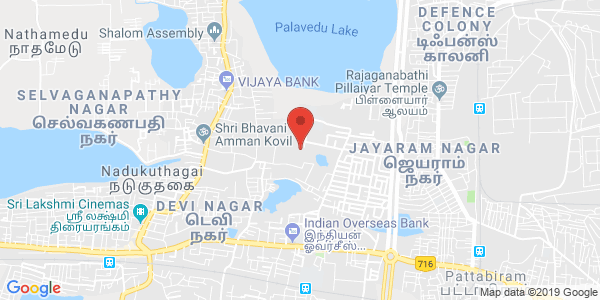 Nathamedu
நாதமேடு
Shalom Assembly
Palavedu Lake
DEFENCE
COLONY
டிஃபன்ஸ்
காலனி
VIJAYA BANK
Rajaganabathi
Pillaiyar Temple
பிள்ளையார்
ஆலயம்
SELVAGANAPATHY
NAGAR
செல்வகணபதி
நகர்
Shri Bhavani
Amman Kovil
JAYARAM NAGAR
ஜெயராம்
நகர்
Nadukuthagai
நடுகுத்தகை
Sri Lakshmi Cinemas
ஸ்ரீ லக்ஷ்மி
திரையரங்கம்
DEVI NAGAR
டெவி
நகர்
Indian Overseas Bank
இந்தியன்
ஓவர்சீஸ்...
716
Pattabiram
Google
Map data ©2019 Google